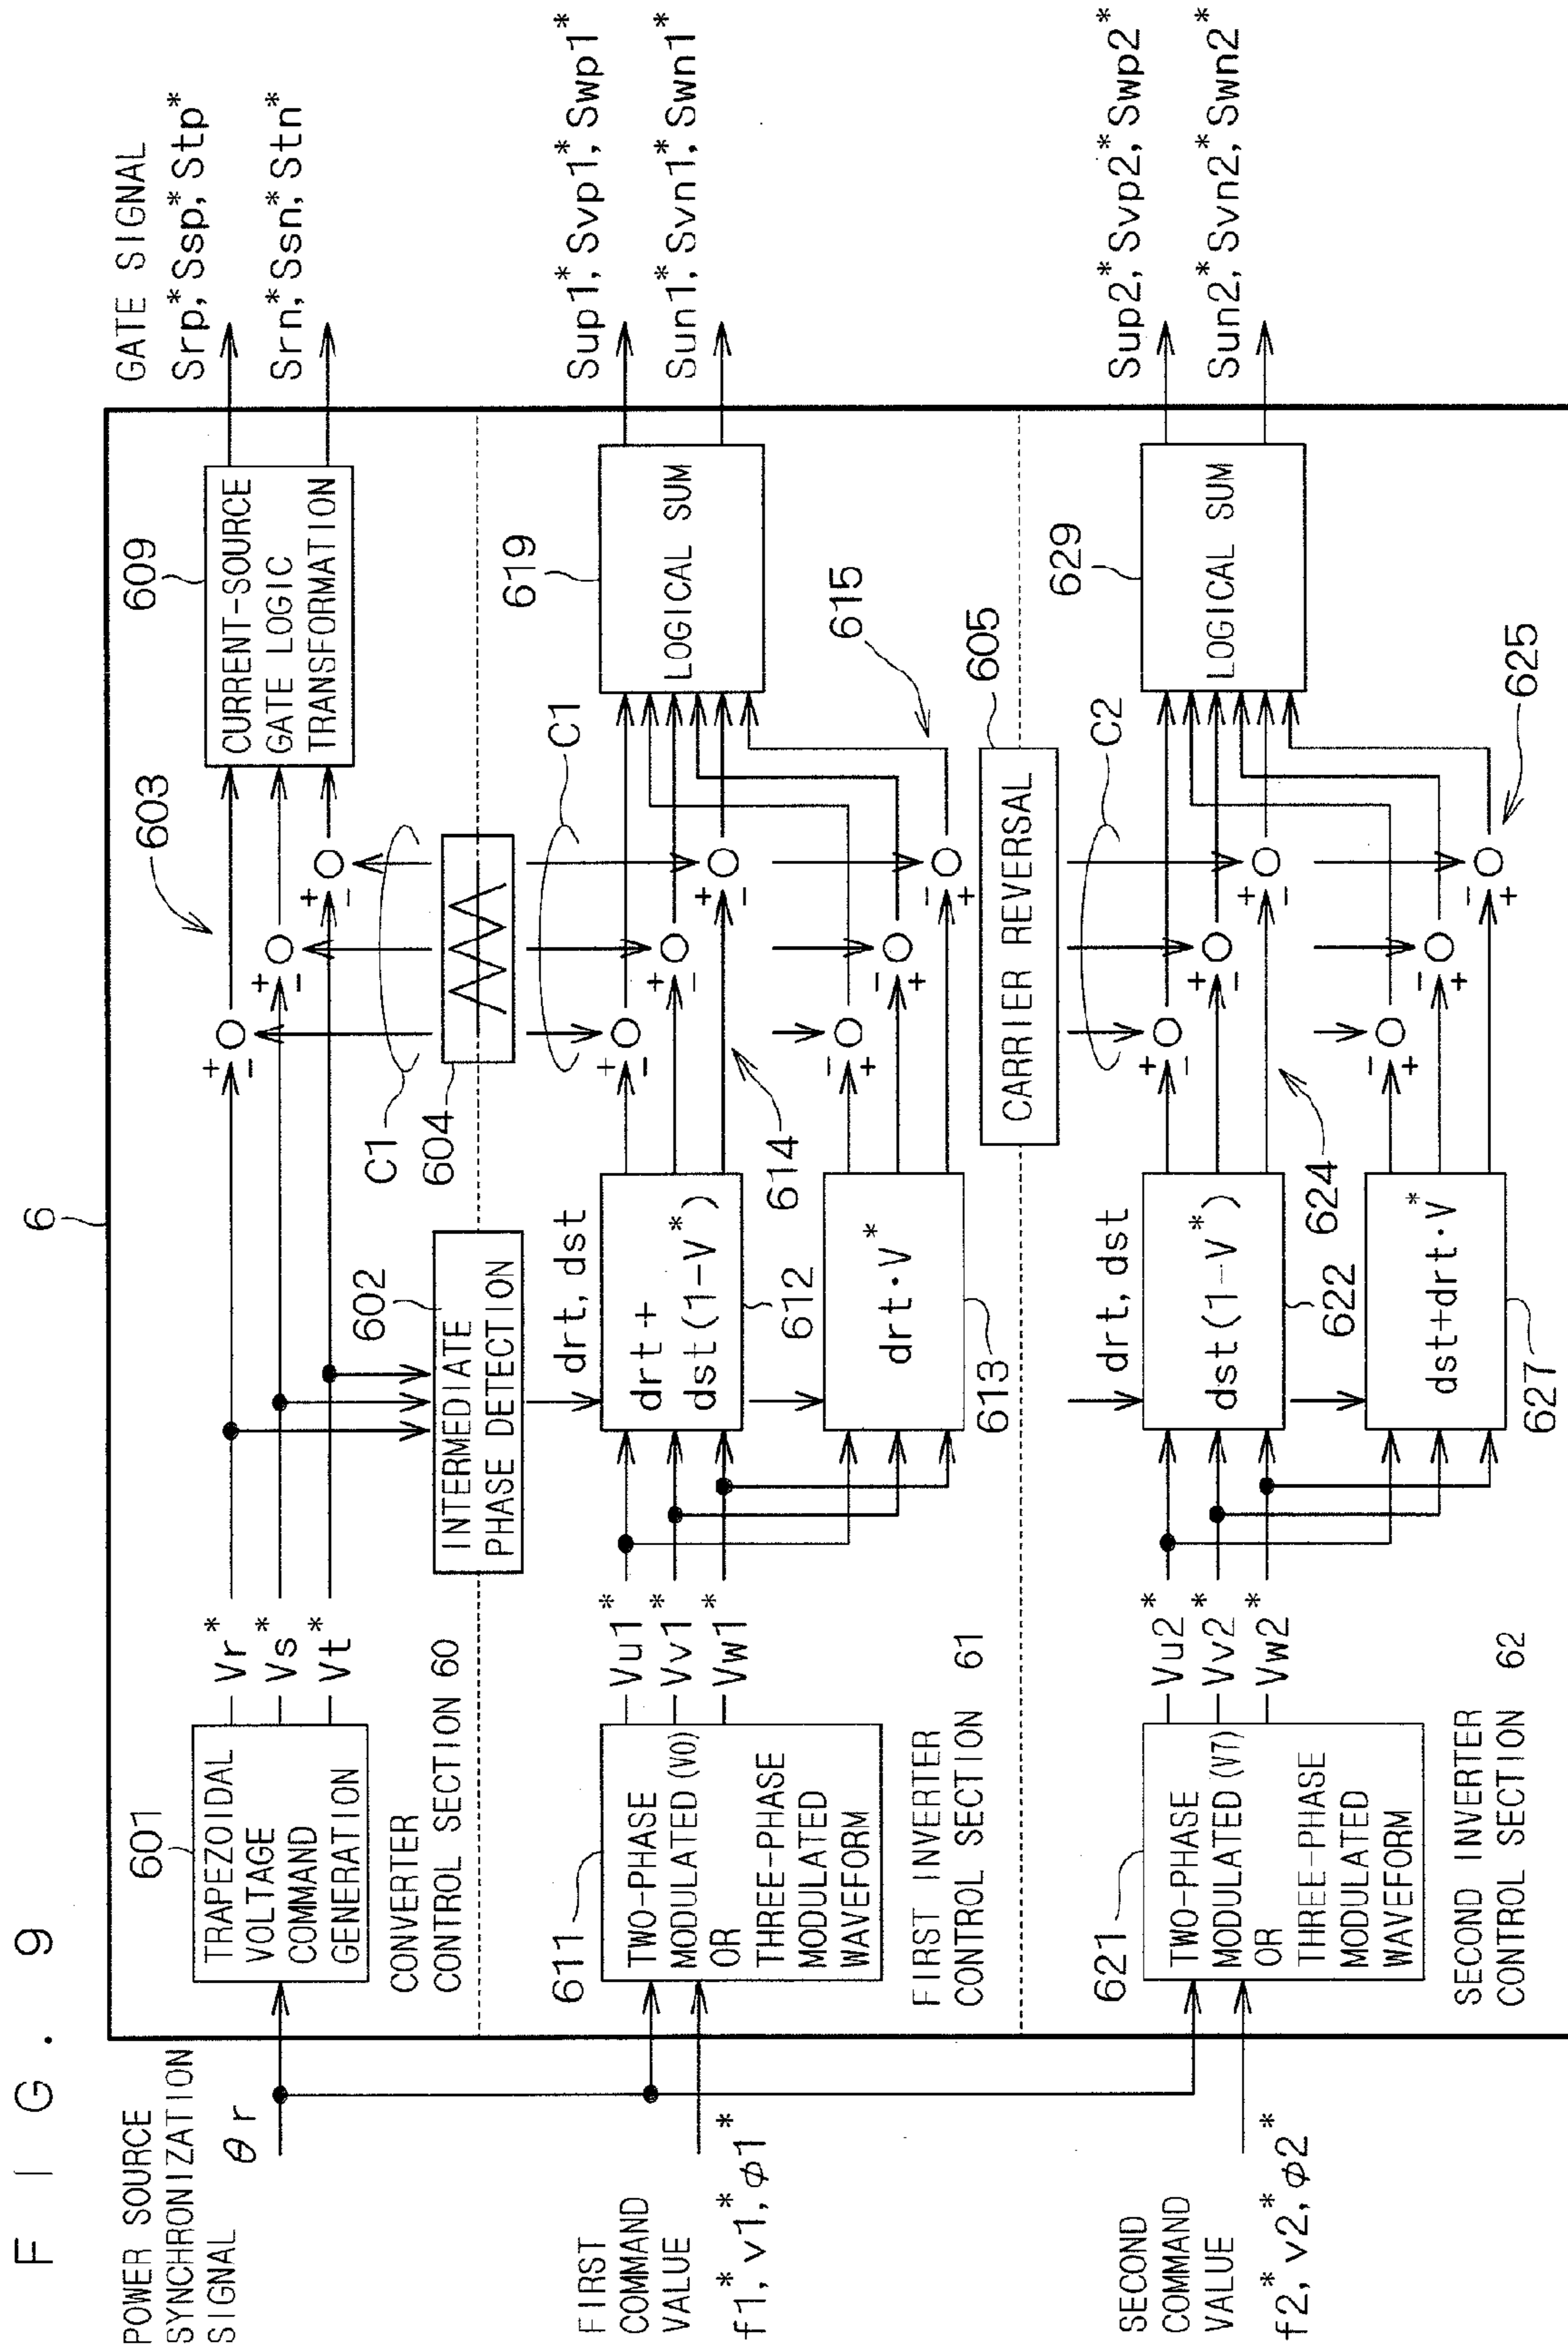 FIG. 9
6
POWER SOURCE
SYNCHRONIZATION
SIGNAL
θr
601
TRAPEZOIDAL
VOLTAGE
COMMAND
GENERATION
Vr*
Vs*
Vt*
CONVERTER
CONTROL SECTION 60
602
INTERMEDIATE
PHASE DETECTION
603
+
-
+
-
+
-
C1
604
609
CURRENT-SOURCE
GATE LOGIC
TRANSFORMATION
GATE SIGNAL
Srp*, Ssp*, Stp*
Srn*, Ssn*, Stn*
FIRST
COMMAND
VALUE
f1*, v1*, φ1*
611
TWO-PHASE
MODULATED (V0)
OR
THREE-PHASE
MODULATED
WAVEFORM
FIRST INVERTER
CONTROL SECTION 61
Vu1*
Vv1*
Vw1*
drt, dst
drt+
dst(1-V*)
612
drt·V*
613
614
C1
+
-
+
-
+
-
-
+
-
+
-
+
615
619
LOGICAL SUM
Sup1*, Svp1*, Swp1*
Sun1*, Svn1*, Swn1*
605
CARRIER REVERSAL
SECOND
COMMAND
VALUE
f2*, v2*, φ2*
621
TWO-PHASE
MODULATED (V7)
OR
THREE-PHASE
MODULATED
WAVEFORM
SECOND INVERTER
CONTROL SECTION 62
Vu2*
Vv2*
Vw2*
drt, dst
dst(1-V*)
622
dst+drt·V*
627
624
C2
+
-
+
-
+
-
-
+
-
+
-
+
625
629
LOGICAL SUM
Sup2*, Svp2*, Swp2*
Sun2*, Svn2*, Swn2*